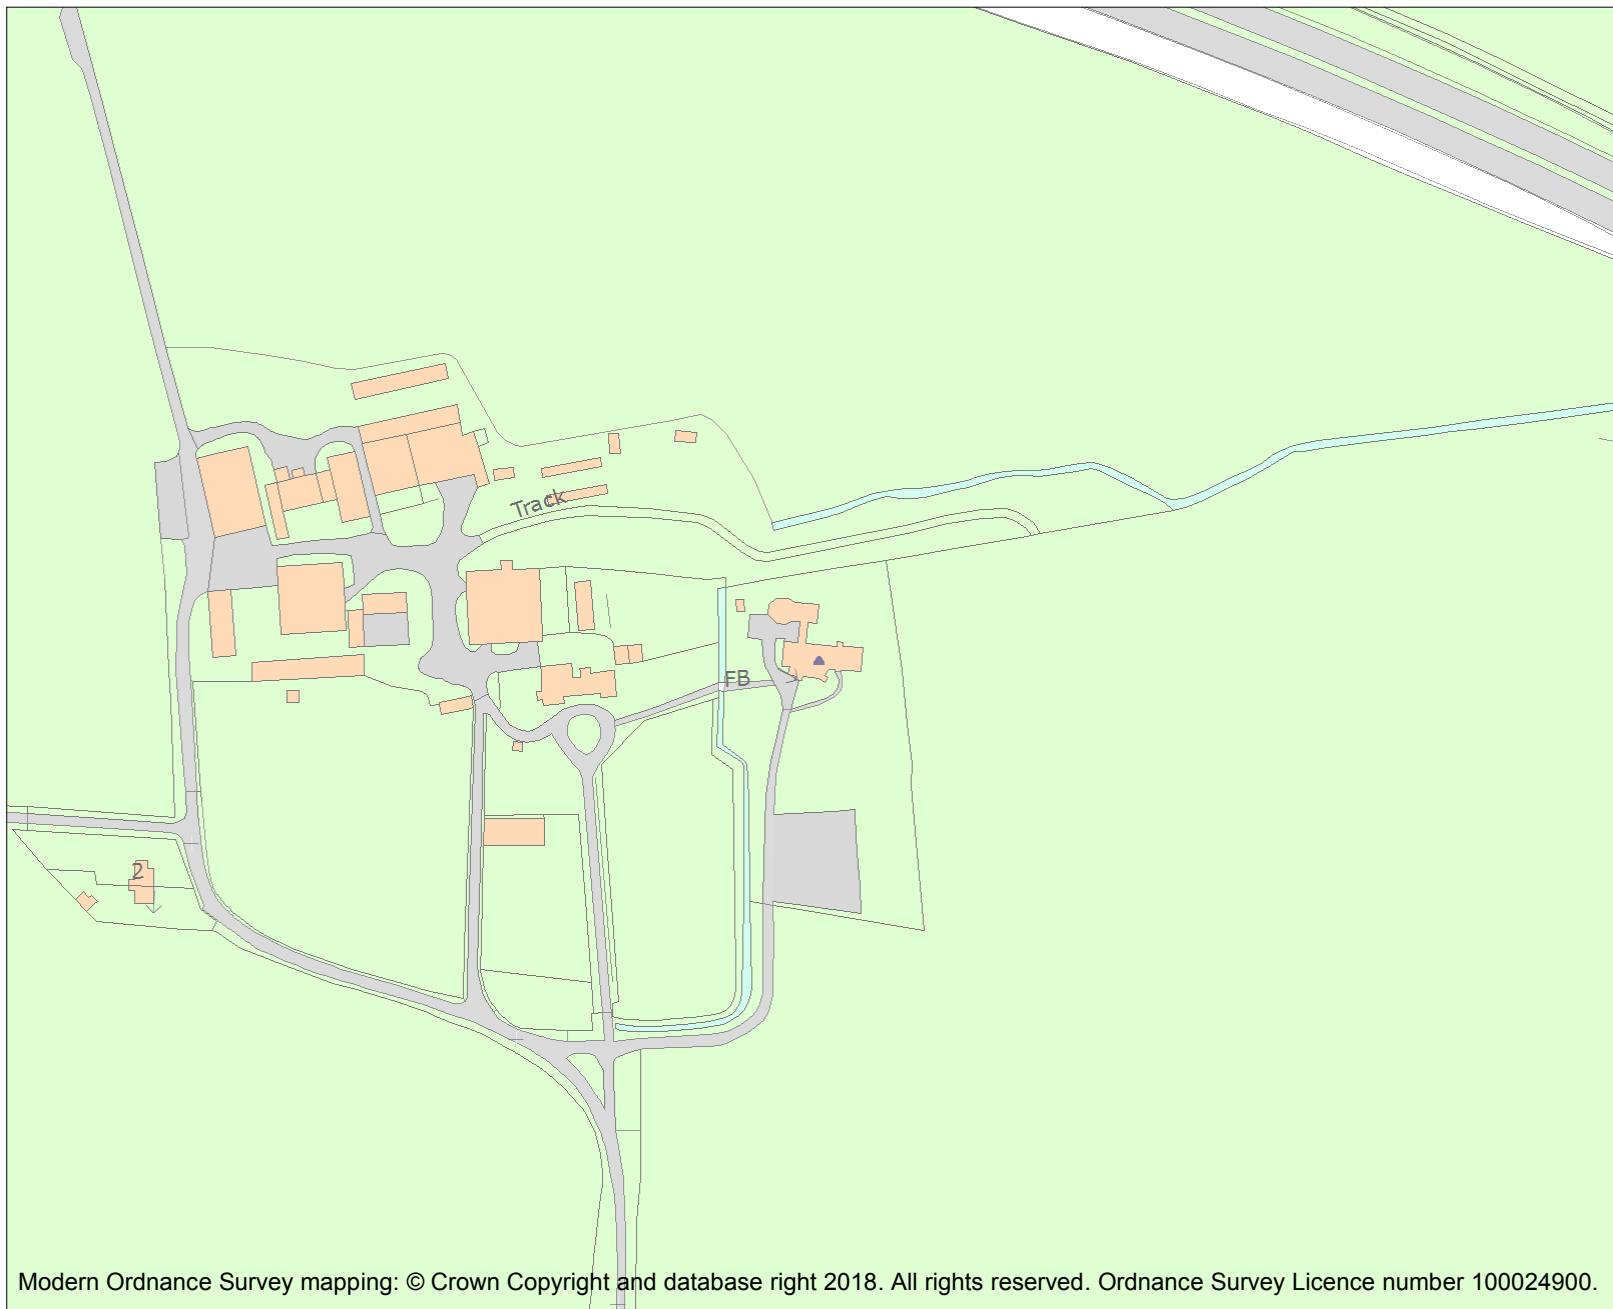 Track
FB
2
Modern Ordnance Survey mapping: © Crown Copyright and database right 2018. All rights reserved. Ordnance Survey Licence number 100024900.